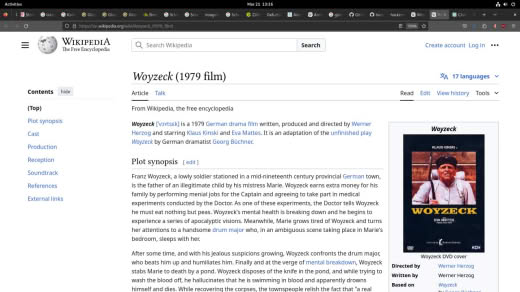 Activities
Mar 21 13:16
WIKIPEDIA
The Free Encyclopedia
Search Wikipedia
Search
Create account Log in
Contents hide
(Top)
Plot synopsis
Cast
Production
Reception
Soundtrack
References
External links
Woyzeck (1979 film)
17 languages
Article Talk
Read Edit View history Tools
From Wikipedia, the free encyclopedia
Woyzeck is a 1979 German drama film written, produced and directed by Werner
Herzog and starring Klaus Kinski and Eva Mattes. It is an adaptation of the unfinished play
Woyzeck by German dramatist Georg Büchner.
Plot synopsis [ edit ]
Franz Woyzeck, a lowly soldier stationed in a mid-nineteenth century provincial German town,
is the father of an illegitimate child by his mistress Marie. Woyzeck earns extra money for his
family by performing menial jobs for the Captain and agreeing to take part in medical
experiments conducted by the Doctor. As one of these experiments, the Doctor tells Woyzeck
he must eat nothing but peas. Woyzeck's mental health is breaking down and he begins to
experience a series of apocalyptic visions. Meanwhile, Marie grows tired of Woyzeck and turns
her attentions to a handsome drum major who, in an ambiguous scene taking place in Marie's
bedroom, sleeps with her.
After some time, and with his jealous suspicions growing, Woyzeck confronts the drum major,
who beats him up and humiliates him. Finally and at the verge of mental breakdown, Woyzeck
stabs Marie to death by a pond. Woyzeck disposes of the knife in the pond, and while trying to
wash the blood off, he hallucinates that he is swimming in blood and apparently drowns
himself and dies. While recovering the corpses, the townspeople relish the fact that "a real
Woyzeck
KLAUS KINSKI
WOYZECK
DVD
Woyzeck DVD cover
Directed by Werner Herzog
Written by Werner Herzog
Based on Woyzeck